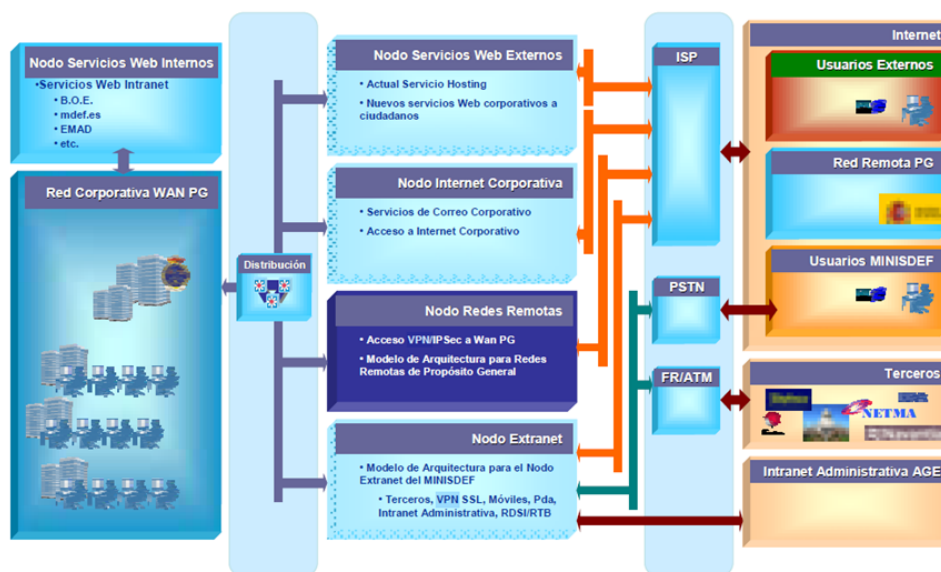 Nodo Servicios Web Internos
•Servicios Web Intranet
• B.O.E.
• mdef.es
• EMAD
• etc.
Red Corporativa WAN PG
Distribución
Nodo Servicios Web Externos
• Actual Servicio Hosting
• Nuevos servicios Web corporativos a
ciudadanos
Nodo Internet Corporativa
• Servicios de Correo Corporativo
• Acceso a Internet Corporativo
Nodo Redes Remotas
• Acceso VPN/IPSec a Wan PG
• Modelo de Arquitectura para Redes
Remotas de Propósito General
Nodo Extranet
• Modelo de Arquitectura para el Nodo
Extranet del MINISDEF
• Terceros, VPN SSL, Móviles, Pda,
Intranet Administrativa, RDSI/RTB
ISP
PSTN
FR/ATM
Internet
Usuarios Externos
Red Remota PG
Usuarios MINISDEF
Terceros
NETMA
Intranet Administrativa AGE